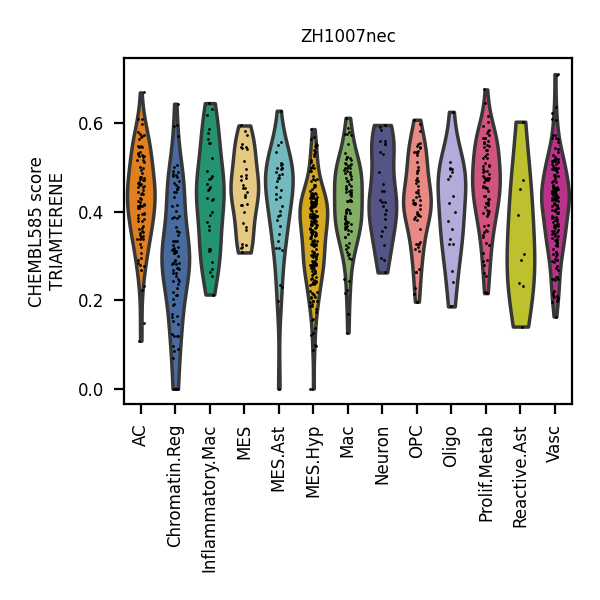 ZH1007nec
CHEMBL585 score
TRIAMTERENE
0.6
0.4
0.2
0.0
AC
Chromatin.Reg
Inflammatory.Mac
MES
MES.Ast
MES.Hyp
Mac
Neuron
OPC
Oligo
Prolif.Metab
Reactive.Ast
Vasc